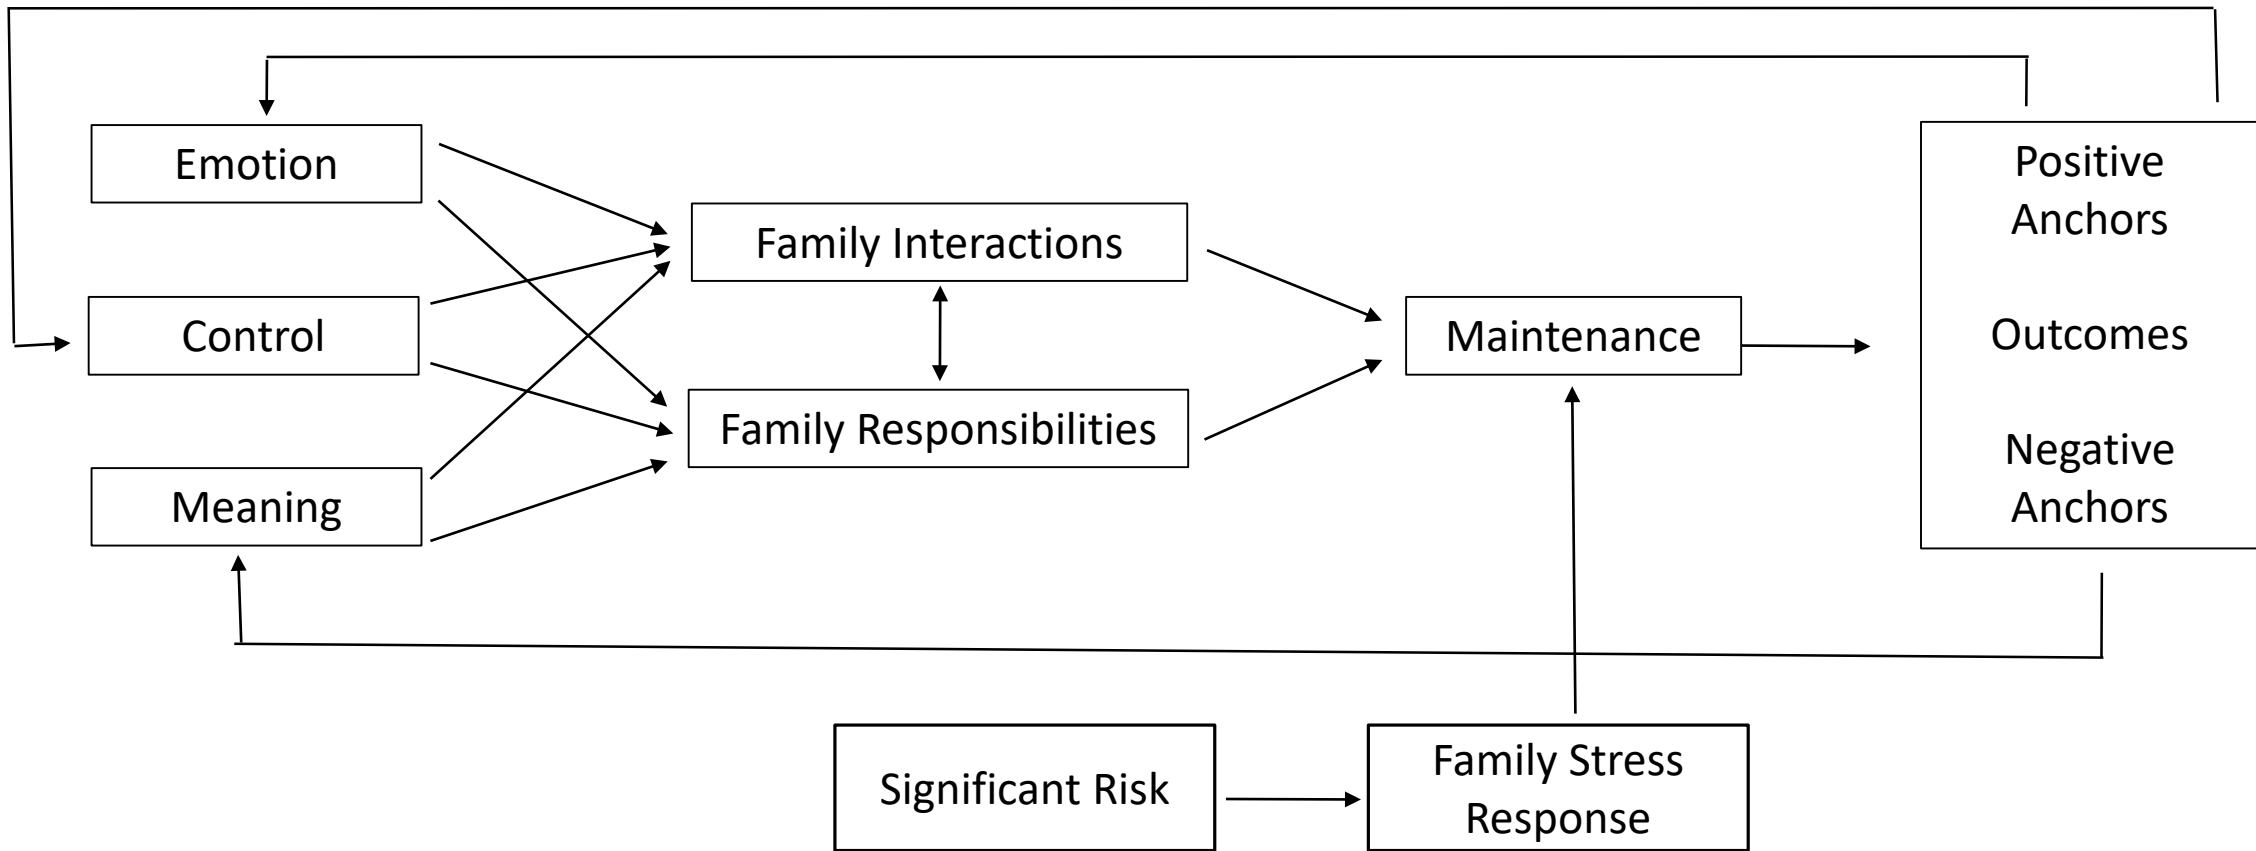 Emotion
Control
Meaning
Family Interactions
Family Responsibilities
Maintenance
Positive
Anchors
Outcomes
Negative
Anchors
Significant Risk
Family Stress
Response